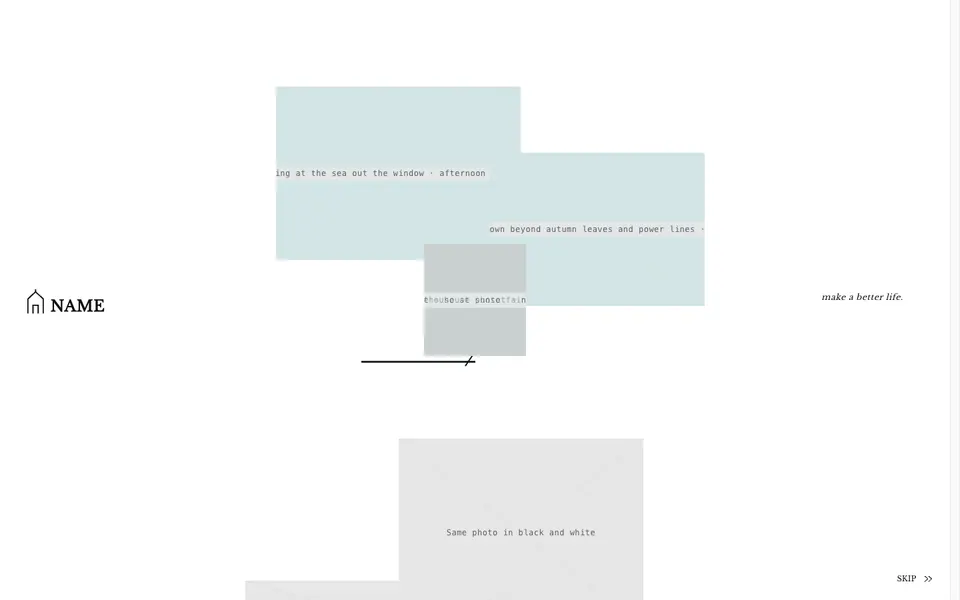 ing at the sea out the window · afternoon
own beyond autumn leaves and power lines ·
NAME
make a better life.
Same photo in black and white
SKIP